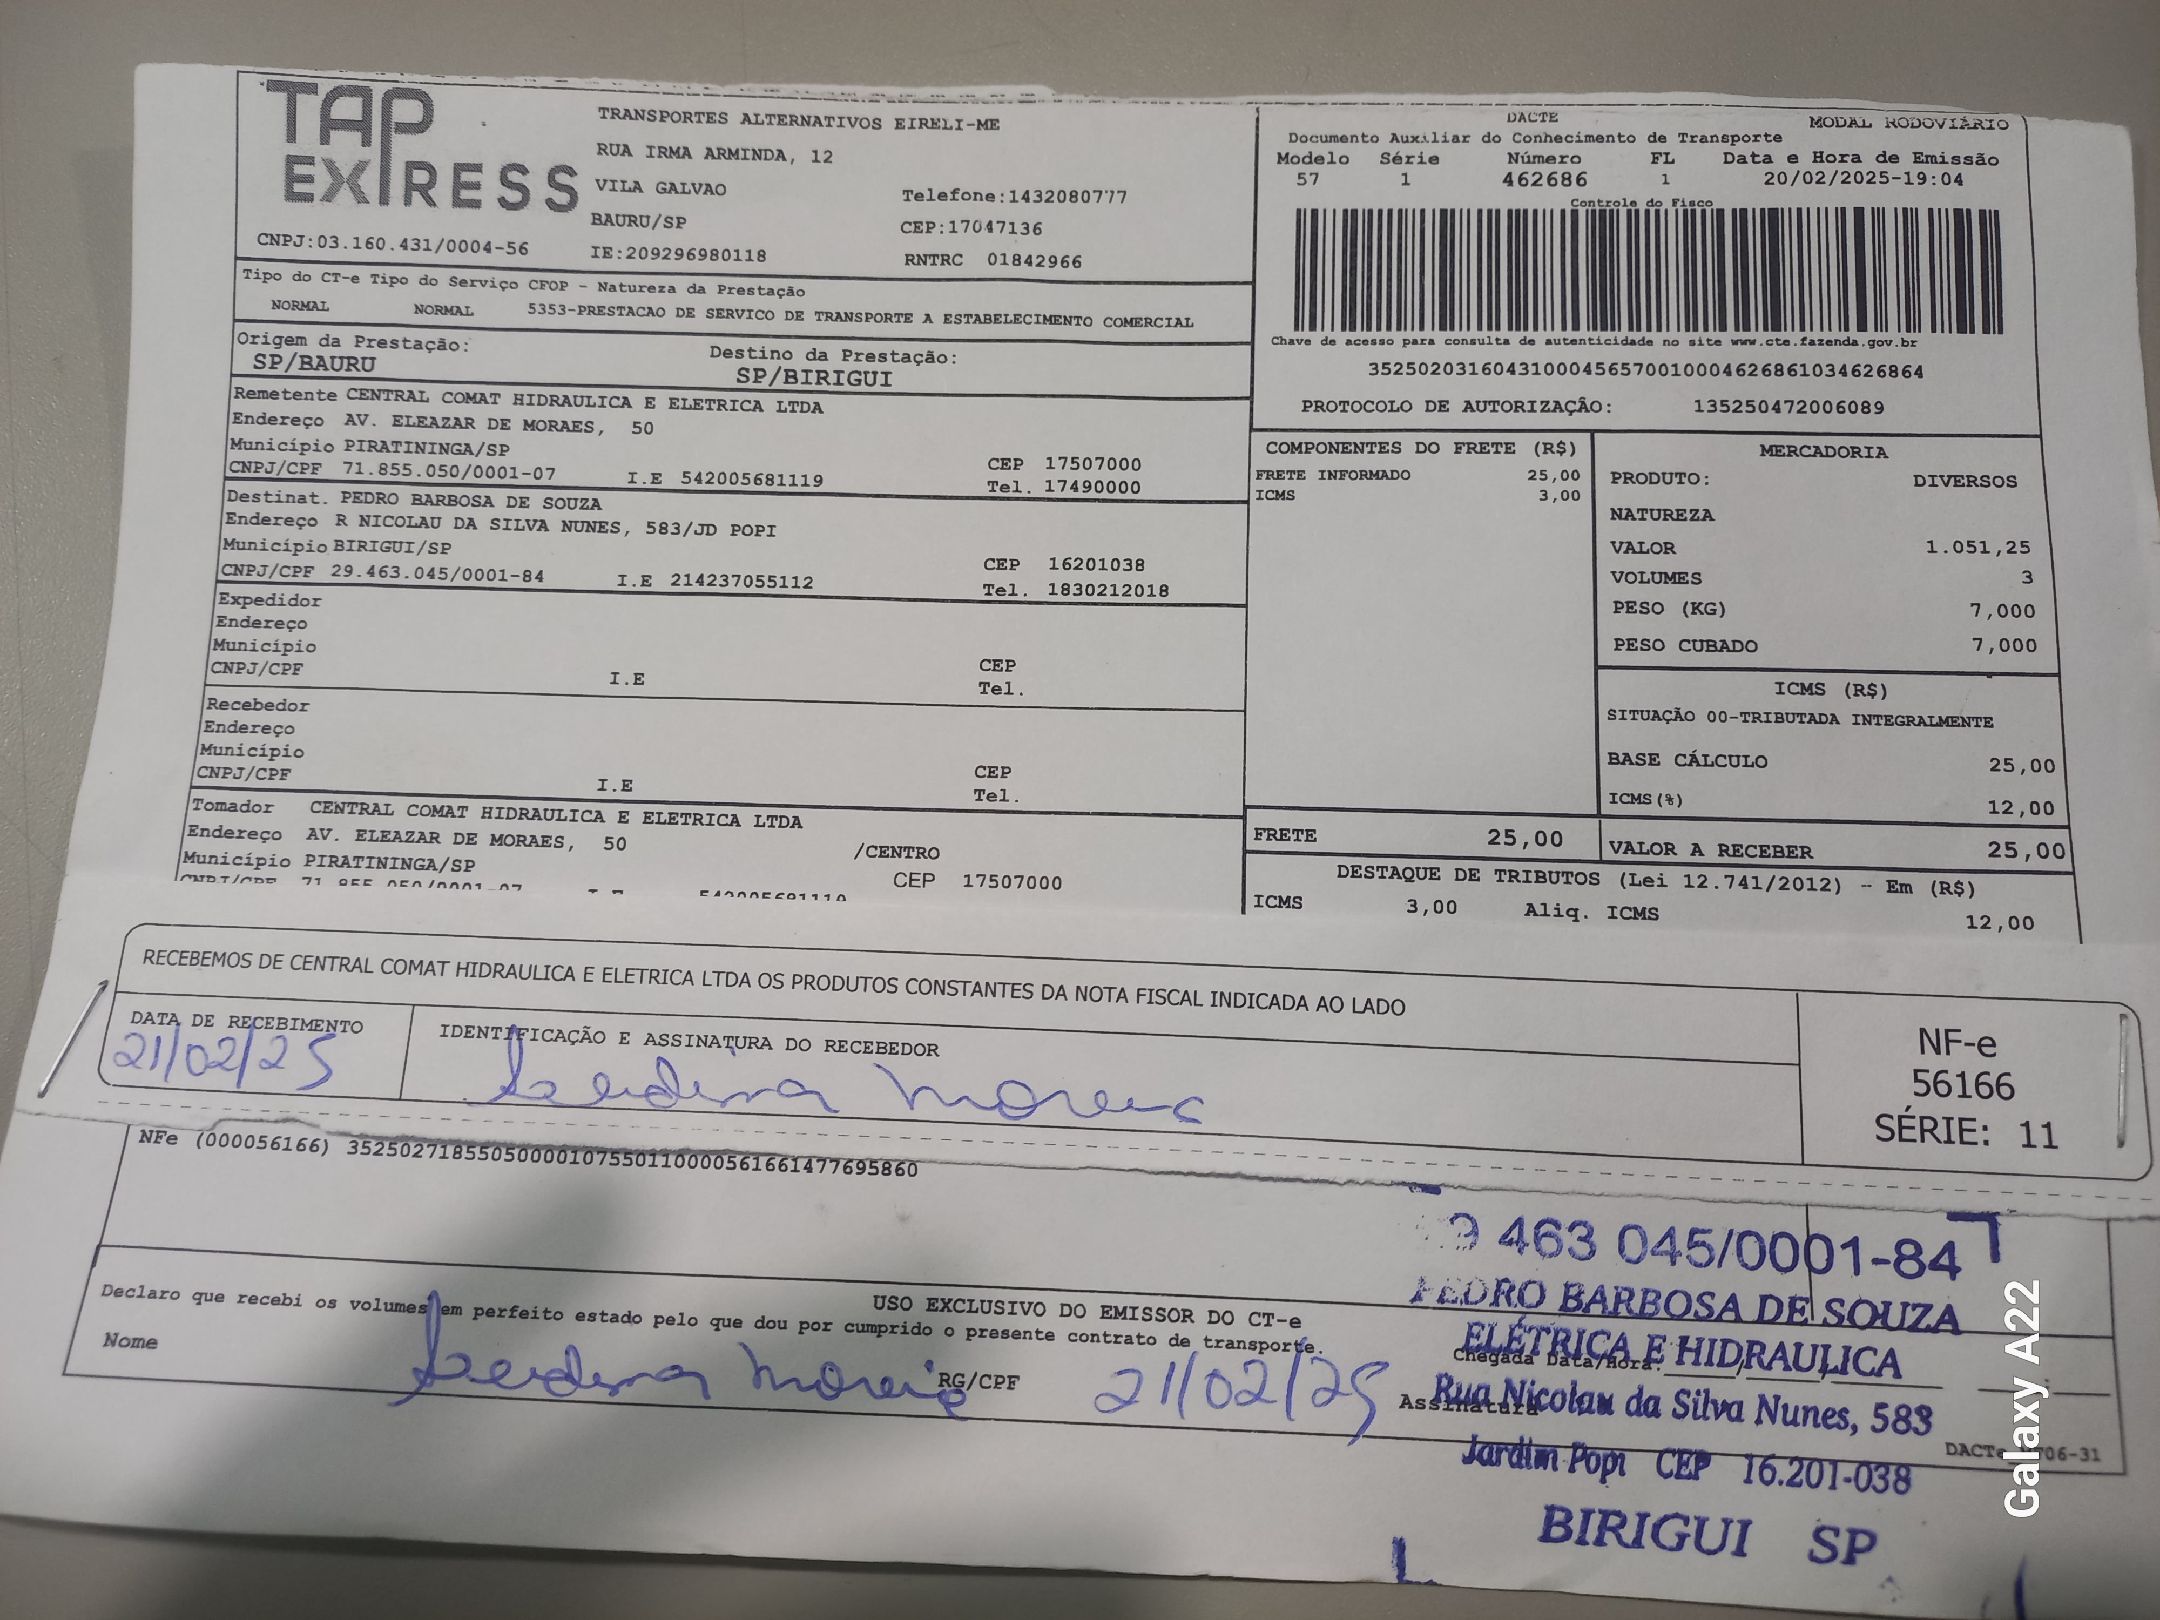 TAP EXPRESS
TRANSPORTES ALTERNATIVOS EIRELI-ME
RUA IRMA ARMINDA, 12
VILA GALVAO
Telefone:1432080777
BAURU/SP
CEP:17047136
CNPJ:03.160.431/0004-56
IE:209296980118
RNTRC 01842966
Tipo do CT-e Tipo do Serviço CFOP - Natureza da Prestação
NORMAL NORMAL 5353-PRESTACAO DE SERVICO DE TRANSPORTE A ESTABELECIMENTO COMERCIAL
Origem da Prestação: Destino da Prestação:
SP/BAURU SP/BIRIGUI
Remetente CENTRAL COMAT HIDRAULICA E ELETRICA LTDA
Endereço AV. ELEAZAR DE MORAES, 50
Município PIRATININGA/SP CEP 17507000
CNPJ/CPF 71.855.050/0001-07 I.E 542005681119 Tel. 17490000
Destinat. PEDRO BARBOSA DE SOUZA
Endereço R NICOLAU DA SILVA NUNES, 583/JD POPI
Município BIRIGUI/SP CEP 16201038
CNPJ/CPF 29.463.045/0001-84 I.E 214237055112 Tel. 1830212018
Expedidor
Endereço
Município CEP
CNPJ/CPF I.E Tel.
Recebedor
Endereço
Município CEP
CNPJ/CPF I.E Tel.
Tomador CENTRAL COMAT HIDRAULICA E ELETRICA LTDA
Endereço AV. ELEAZAR DE MORAES, 50 /CENTRO
Município PIRATININGA/SP CEP 17507000
CNPJ/CPF 71.855.050/0001-07 I.E 542005681119
DACTE MODAL RODOVIÁRIO
Documento Auxiliar do Conhecimento de Transporte
Modelo Série Número FL Data e Hora de Emissão
57 1 462686 1 20/02/2025-19:04
Controle do Fisco
Chave de acesso para consulta de autenticidade no site www.cte.fazenda.gov.br
35250203160431000456570010004626861034626864
PROTOCOLO DE AUTORIZAÇÃO: 135250472006089
COMPONENTES DO FRETE (R$)
FRETE INFORMADO 25,00
ICMS 3,00
MERCADORIA
PRODUTO: DIVERSOS
NATUREZA
VALOR 1.051,25
VOLUMES 3
PESO (KG) 7,000
PESO CUBADO 7,000
ICMS (R$)
SITUAÇÃO 00-TRIBUTADA INTEGRALMENTE
BASE CÁLCULO 25,00
ICMS(%) 12,00
FRETE 25,00 VALOR A RECEBER 25,00
DESTAQUE DE TRIBUTOS (Lei 12.741/2012) - Em (R$)
ICMS 3,00 Aliq. ICMS 12,00
RECEBEMOS DE CENTRAL COMAT HIDRAULICA E ELETRICA LTDA OS PRODUTOS CONSTANTES DA NOTA FISCAL INDICADA AO LADO
DATA DE RECEBIMENTO
21/02/25
IDENTIFICAÇÃO E ASSINATURA DO RECEBEDOR
NF-e
56166
SÉRIE: 11
NFe (000056166) 35250271855050000107550110000561661477695860
USO EXCLUSIVO DO EMISSOR DO CT-e
Declaro que recebi os volumes em perfeito estado pelo que dou por cumprido o presente contrato de transporte.
Nome
RG/CPF
21/02/25
Chegada Data/Hora:
Assinatura
9 463 045/0001-84
PEDRO BARBOSA DE SOUZA
ELÉTRICA E HIDRAULICA
Rua Nicolau da Silva Nunes, 583
Jardim Popi CEP 16.201-038
BIRIGUI SP
Galaxy A22